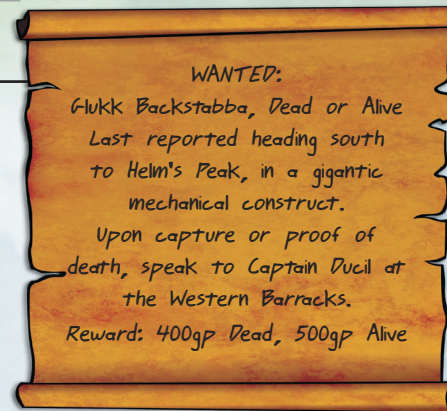 WANTED:
Glukk Backstabba, Dead or Alive
Last reported heading south
to Helm's Peak, in a gigantic
mechanical construct.
Upon capture or proof of
death, speak to Captain Ducil at
the Western Barracks.
Reward: 400gp Dead, 500gp Alive